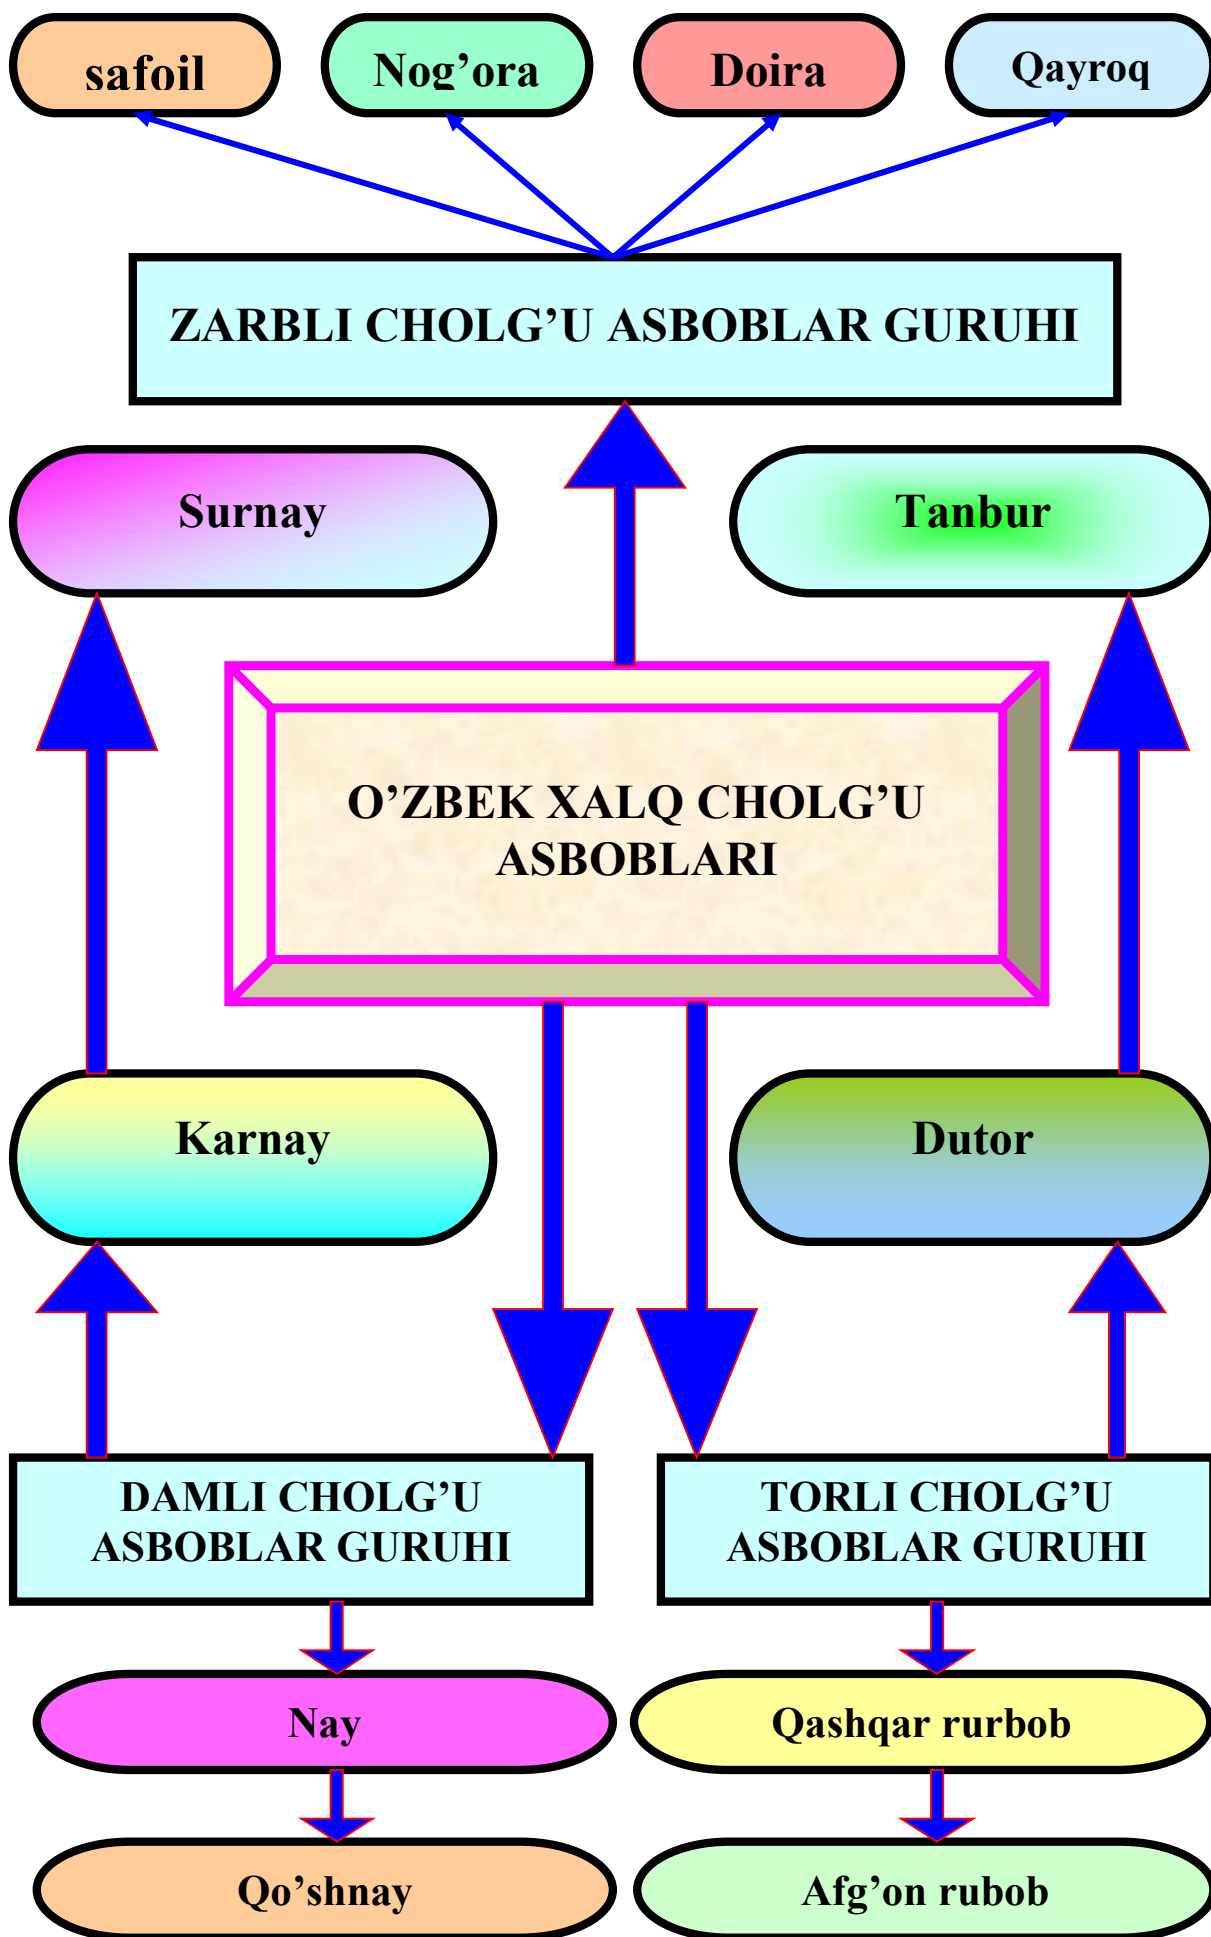 safoil
Nog’ora
Doira
Qayroq
ZARBLI CHOLG’U ASBOBLAR GURUHI
Surnay
Tanbur
O’ZBEK XALQ CHOLG’U
ASBOBLARI
Karnay
Dutor
DAMLI CHOLG’U
ASBOBLAR GURUHI
TORLI CHOLG’U
ASBOBLAR GURUHI
Nay
Qashqar rurbob
Qo’shnay
Afg’on rubob